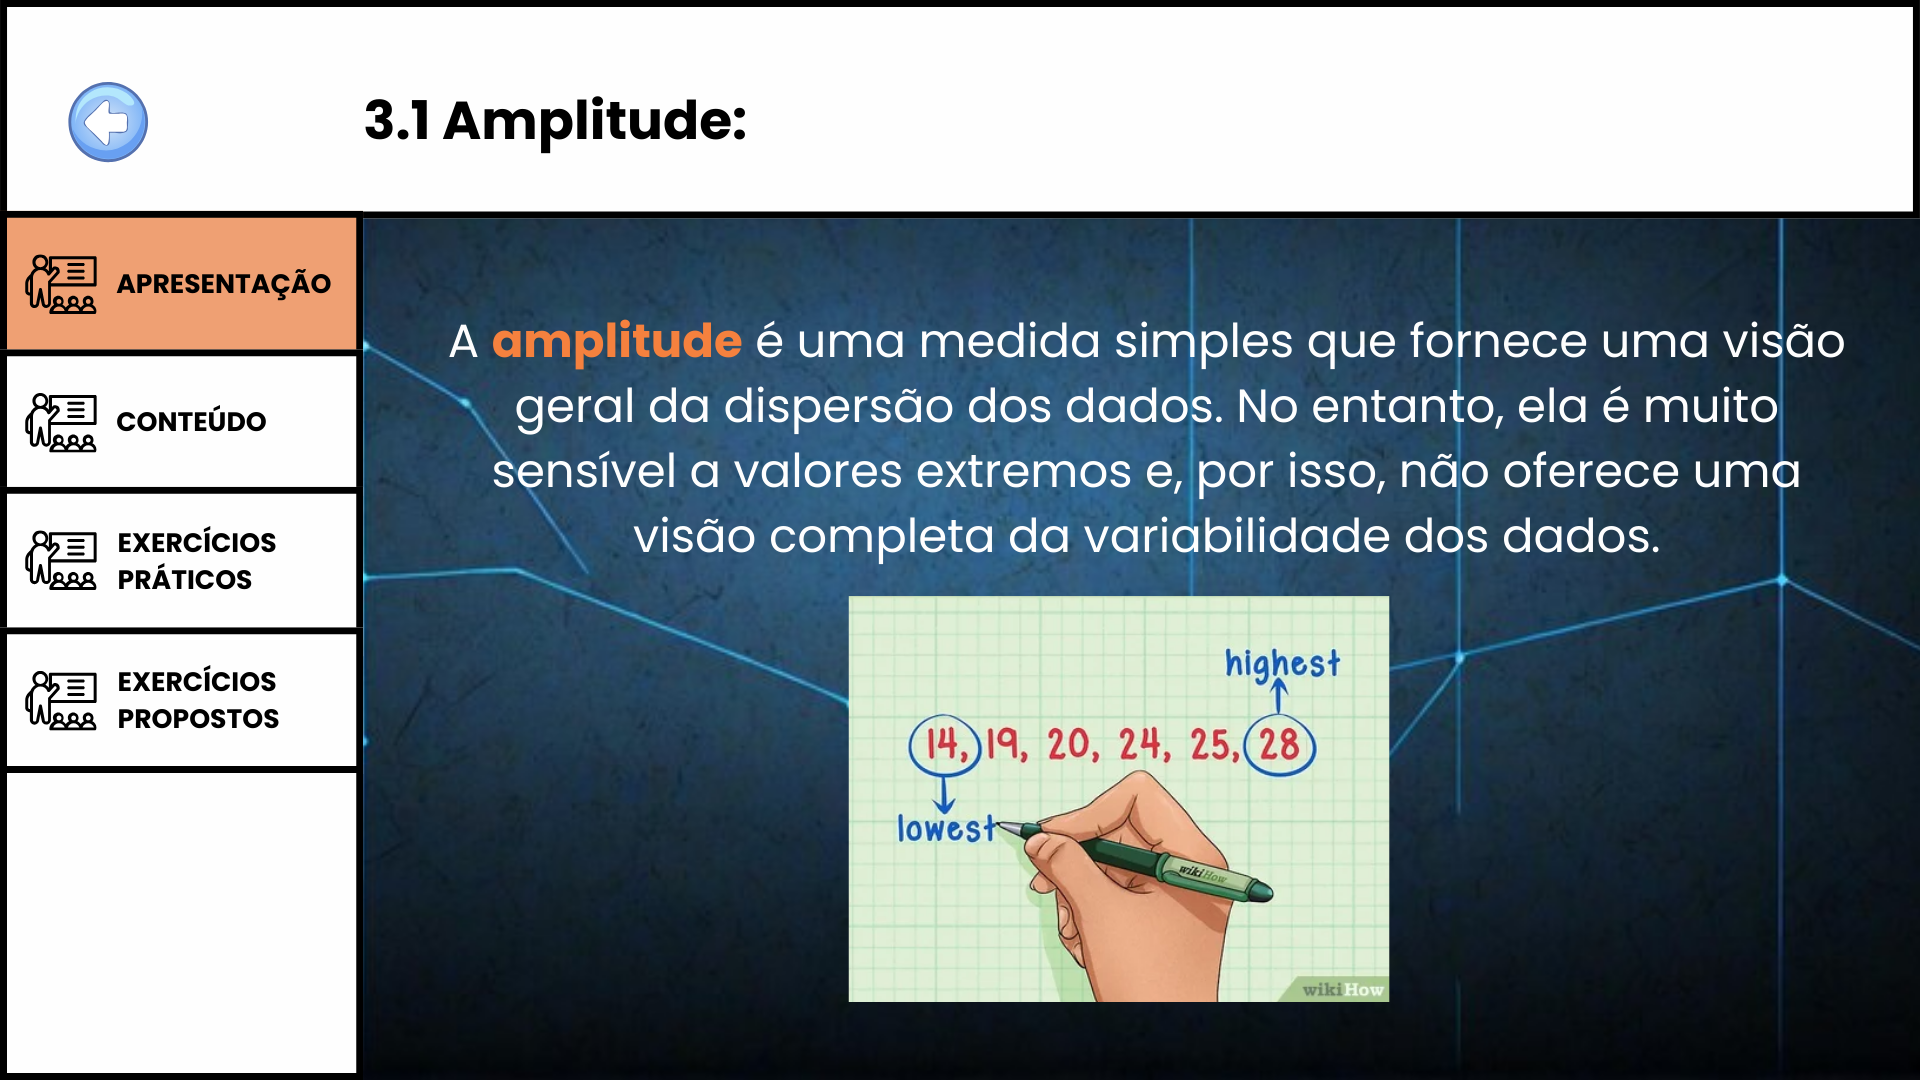 3.1 Amplitude:
APRESENTAÇÃO
CONTEÚDO
EXERCÍCIOS
PRÁTICOS
EXERCÍCIOS
PROPOSTOS
A amplitude é uma medida simples que fornece uma visão
geral da dispersão dos dados. No entanto, ela é muito
sensível a valores extremos e, por isso, não oferece uma
visão completa da variabilidade dos dados.
highest
14, 19, 20, 24, 25, 28
lowest
wikiHow
wikiHow